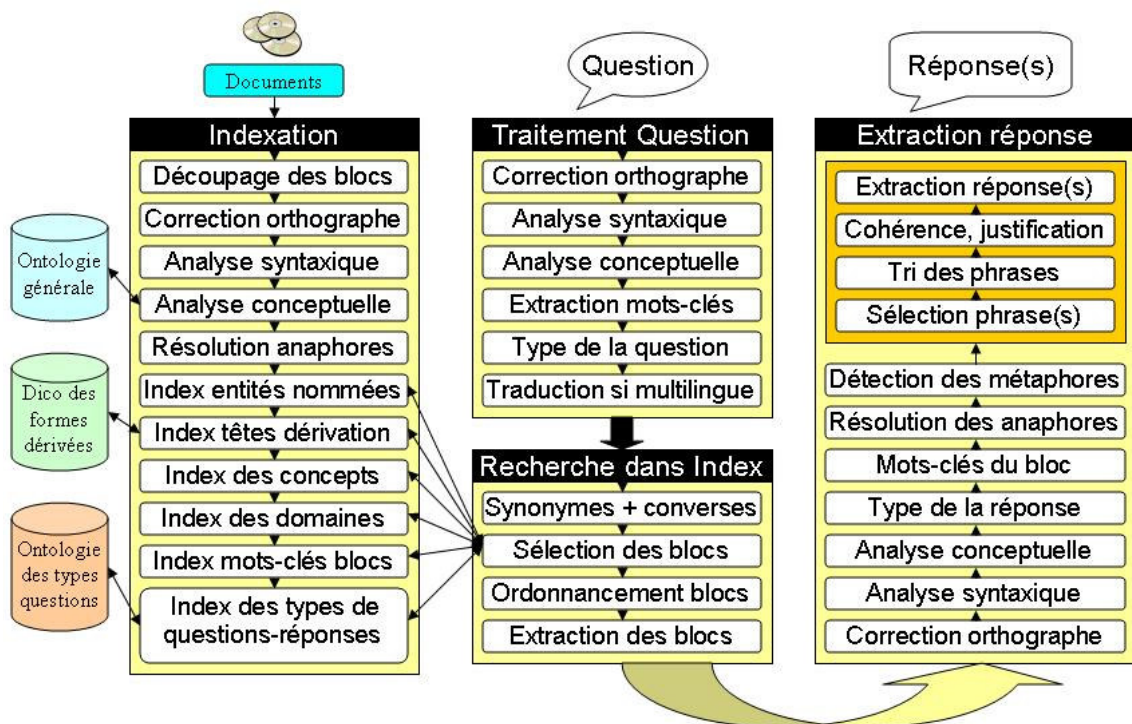 Documents
Indexation
Découpage des blocs
Correction orthographe
Analyse syntaxique
Analyse conceptuelle
Résolution anaphores
Index entités nommées
Index têtes dérivation
Index des concepts
Index des domaines
Index mots-clés blocs
Index des types de
questions-réponses
Ontologie
générale
Dico des
formes
dérivées
Ontologie
des types
questions
Question
Traitement Question
Correction orthographe
Analyse syntaxique
Analyse conceptuelle
Extraction mots-clés
Type de la question
Traduction si multilingue
Recherche dans Index
Synonymes + converses
Sélection des blocs
Ordonnancement blocs
Extraction des blocs
Réponse(s)
Extraction réponse
Extraction réponse(s)
Cohérence, justification
Tri des phrases
Sélection phrase(s)
Détection des métaphores
Résolution des anaphores
Mots-clés du bloc
Type de la réponse
Analyse conceptuelle
Analyse syntaxique
Correction orthographe